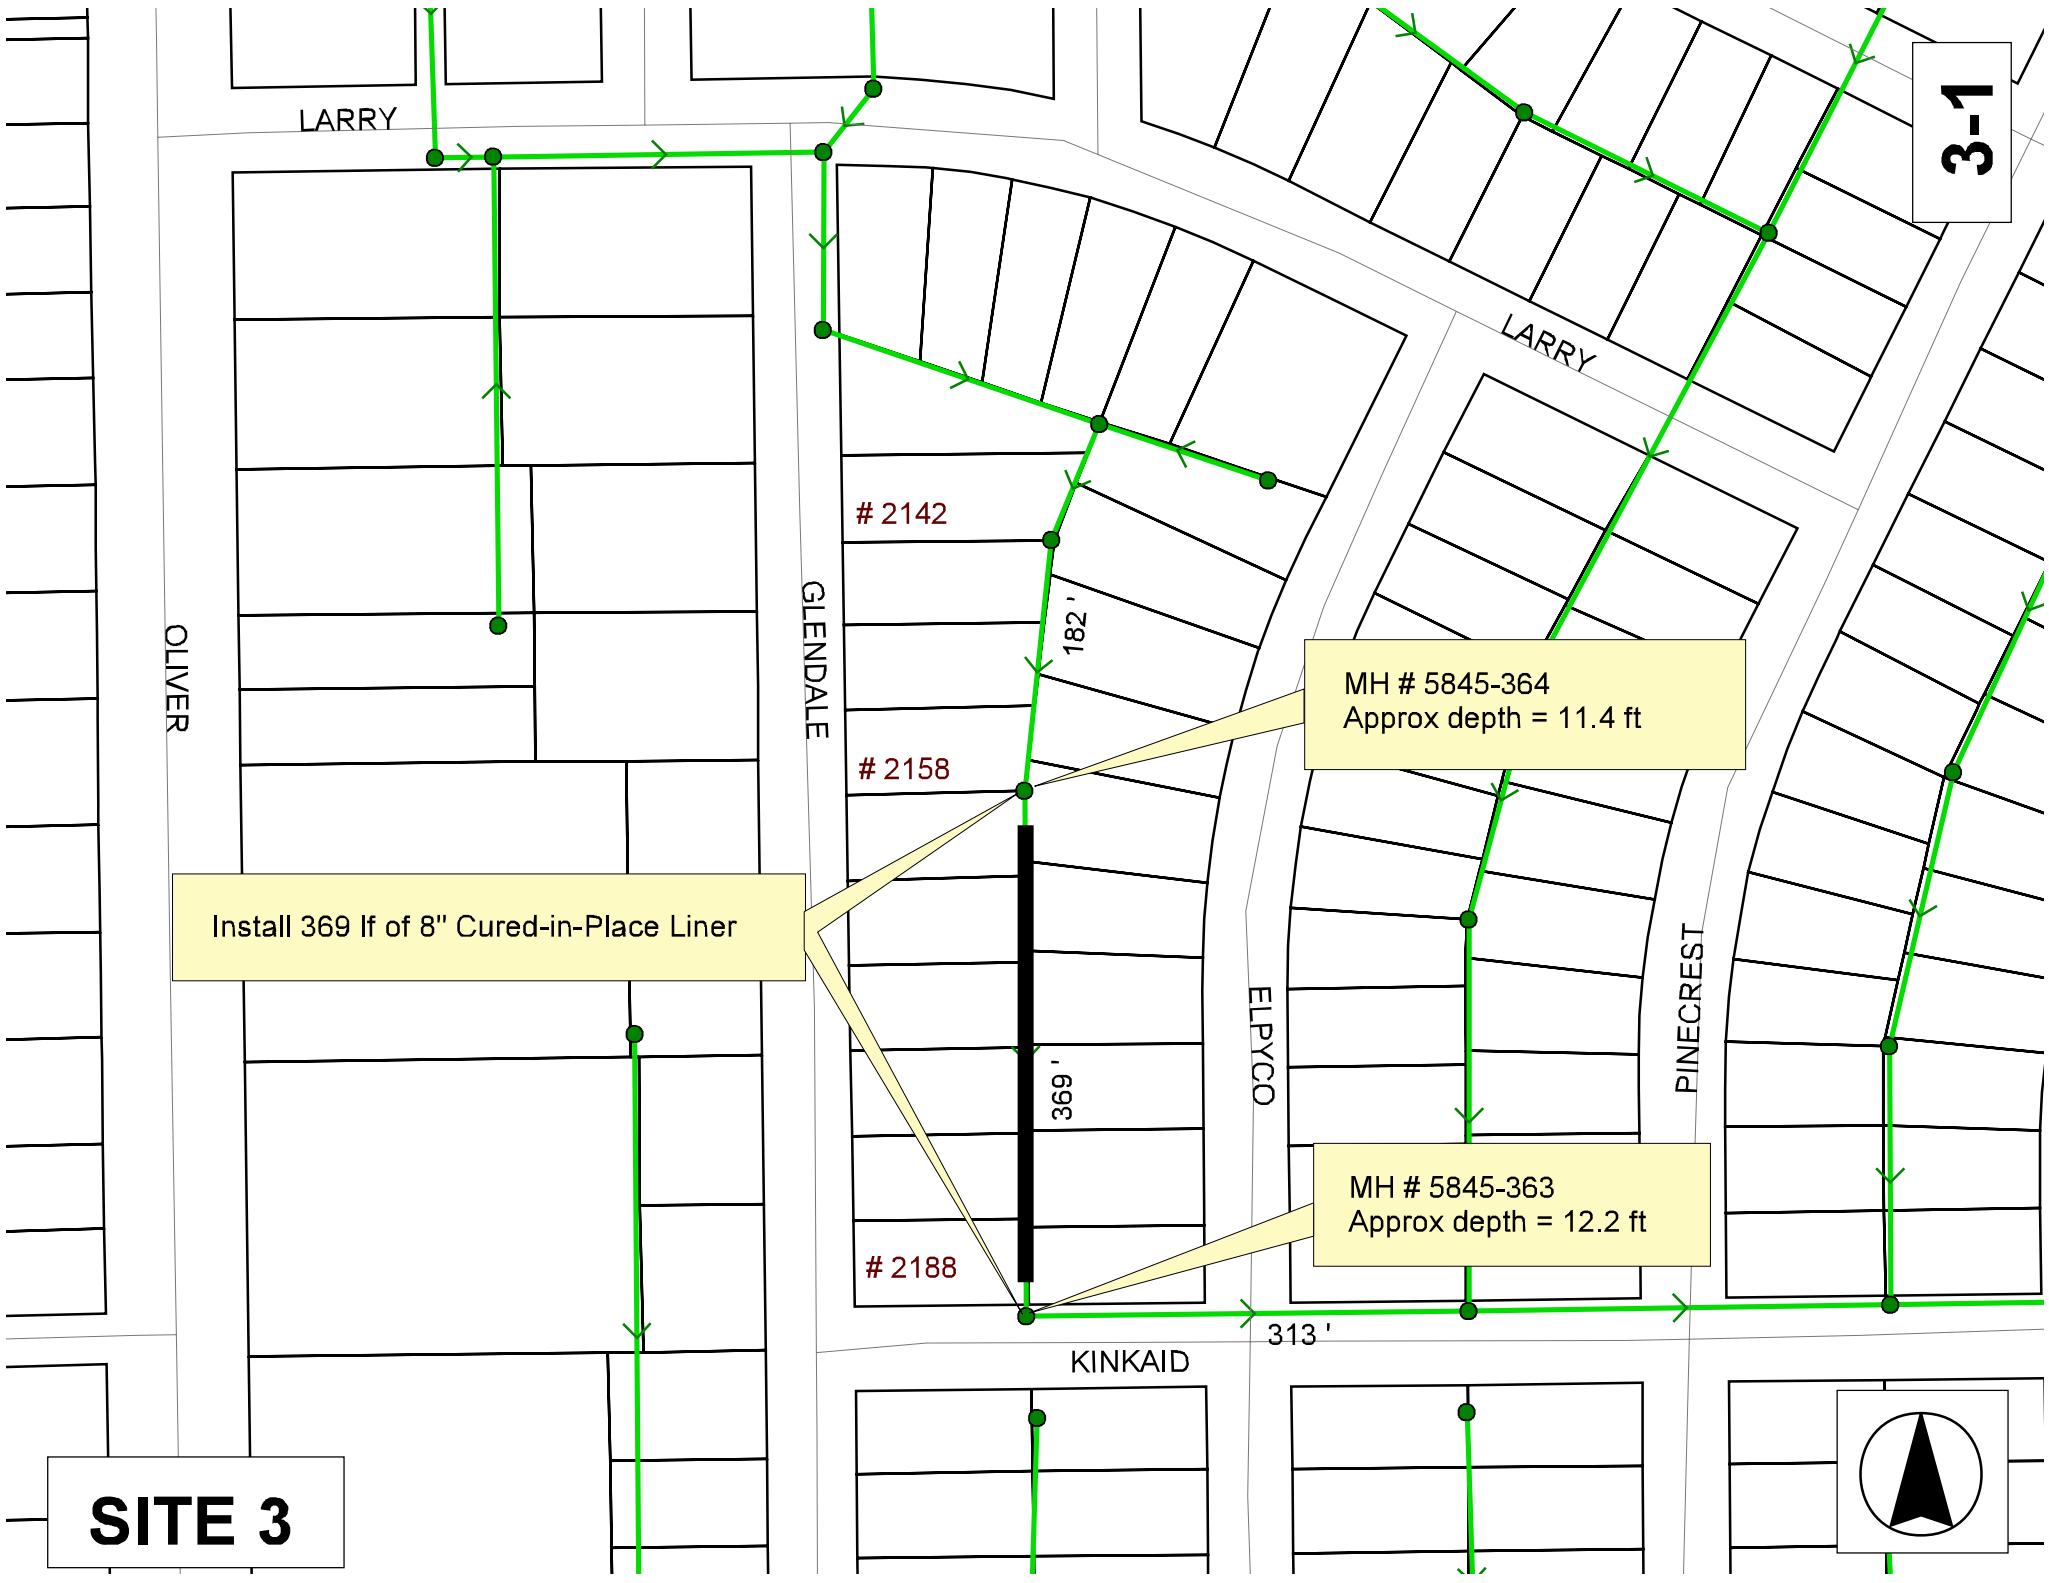 LARRY
3-1
LARRY
# 2142
GLENDALE
182 '
OLIVER
MH # 5845-364
Approx depth = 11.4 ft
# 2158
Install 369 lf of 8" Cured-in-Place Liner
PINECREST
ELPYCO
369 '
MH # 5845-363
Approx depth = 12.2 ft
# 2188
313 '
KINKAID
SITE 3